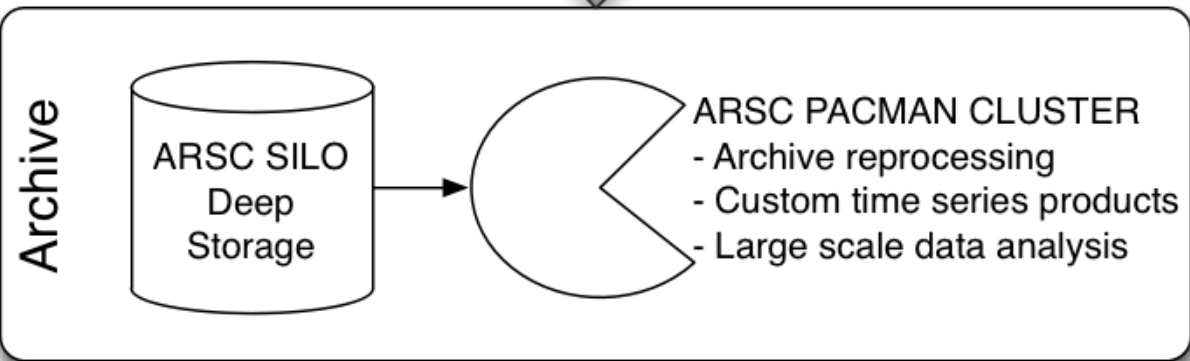 Archive
ARSC SILO
Deep
Storage
ARSC PACMAN CLUSTER
- Archive reprocessing
- Custom time series products
- Large scale data analysis